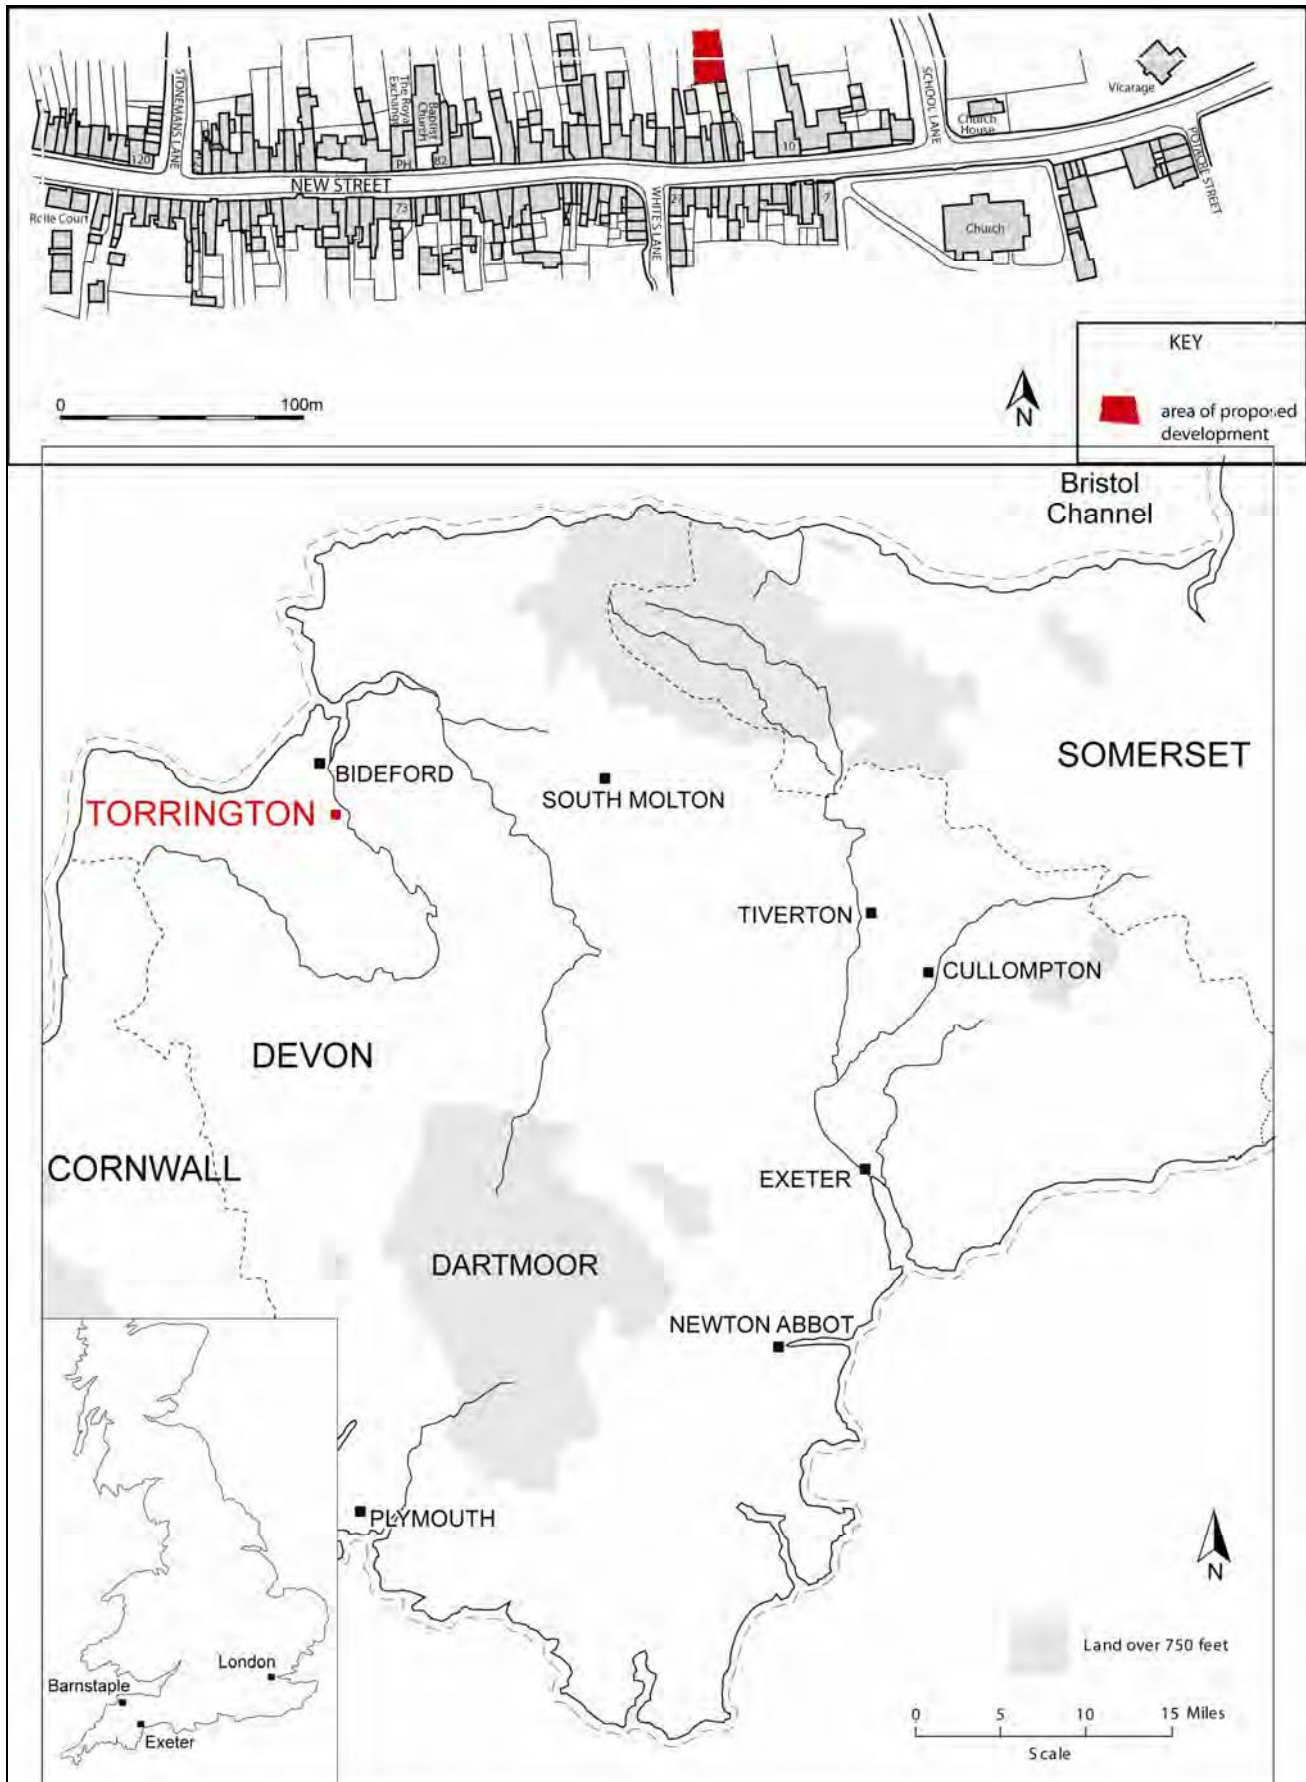 STONEMANS LANE
The Royal
Exchange
Baptist
Church
SCHOOL LANE
Vicarage
Church
House
POTACRE STREET
120
PH
82
10
NEW STREET
Rolle Court
73
WHITES LANE
27
7
Church
KEY
area of proposed
development
0 100m
N
Bristol
Channel
SOMERSET
BIDEFORD
SOUTH MOLTON
TORRINGTON
TIVERTON
CULLOMPTON
DEVON
CORNWALL
EXETER
DARTMOOR
NEWTON ABBOT
PLYMOUTH
N
Land over 750 feet
London
Barnstaple
Exeter
0 5 10 15 Miles
Scale